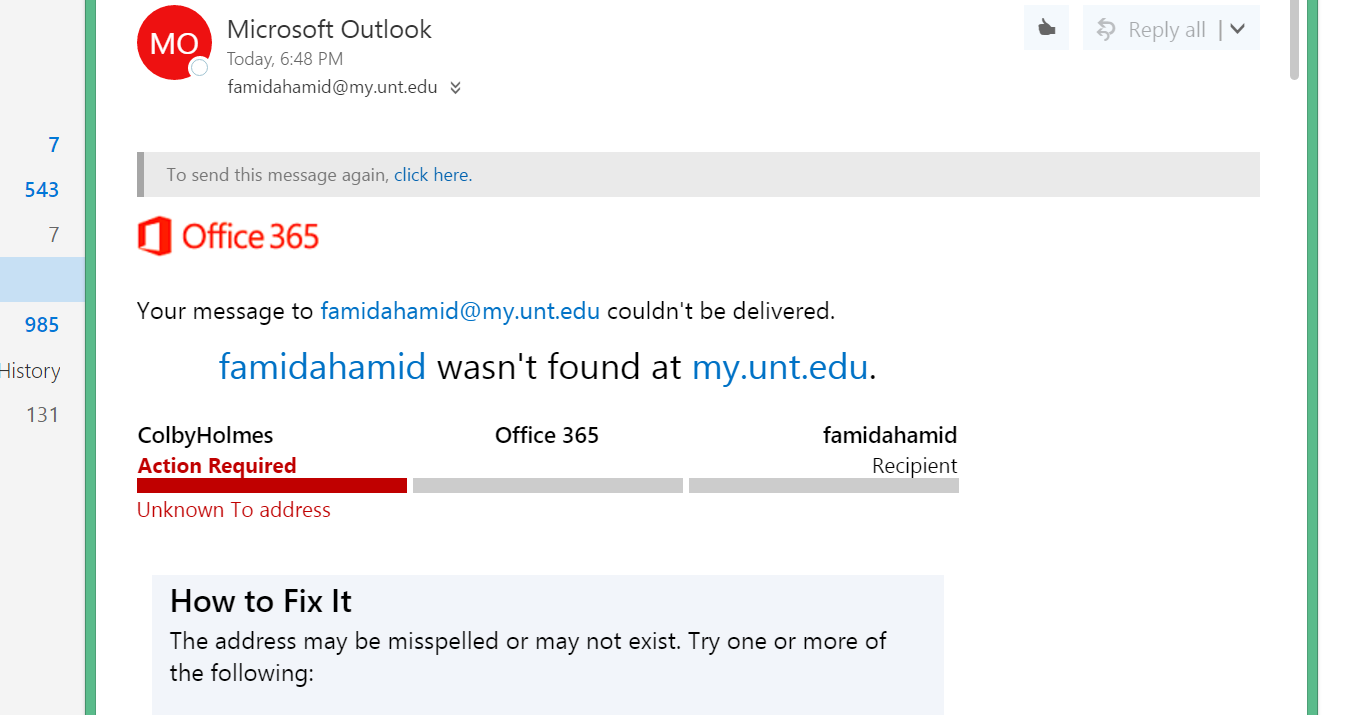 MO
Microsoft Outlook
Reply all
Today, 6:48 PM
famidahamid@my.unt.edu
7
543
7
985
History
131
To send this message again, click here.
Office 365
Your message to famidahamid@my.unt.edu couldn't be delivered.
famidahamid wasn't found at my.unt.edu.
ColbyHolmes Office 365 famidahamid
Action Required Recipient
Unknown To address
How to Fix It
The address may be misspelled or may not exist. Try one or more of
the following: